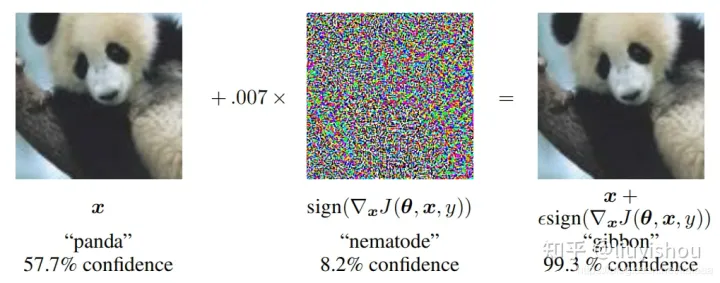 + .007 ×
=
x
"panda"
57.7% confidence
sign(∇ₓJ(θ, x, y))
"nematode"
8.2% confidence
x +
ϵsign(∇ₓJ(θ, x, y))
"gibbon"
99.3 % confidence
知乎 @liuyishou